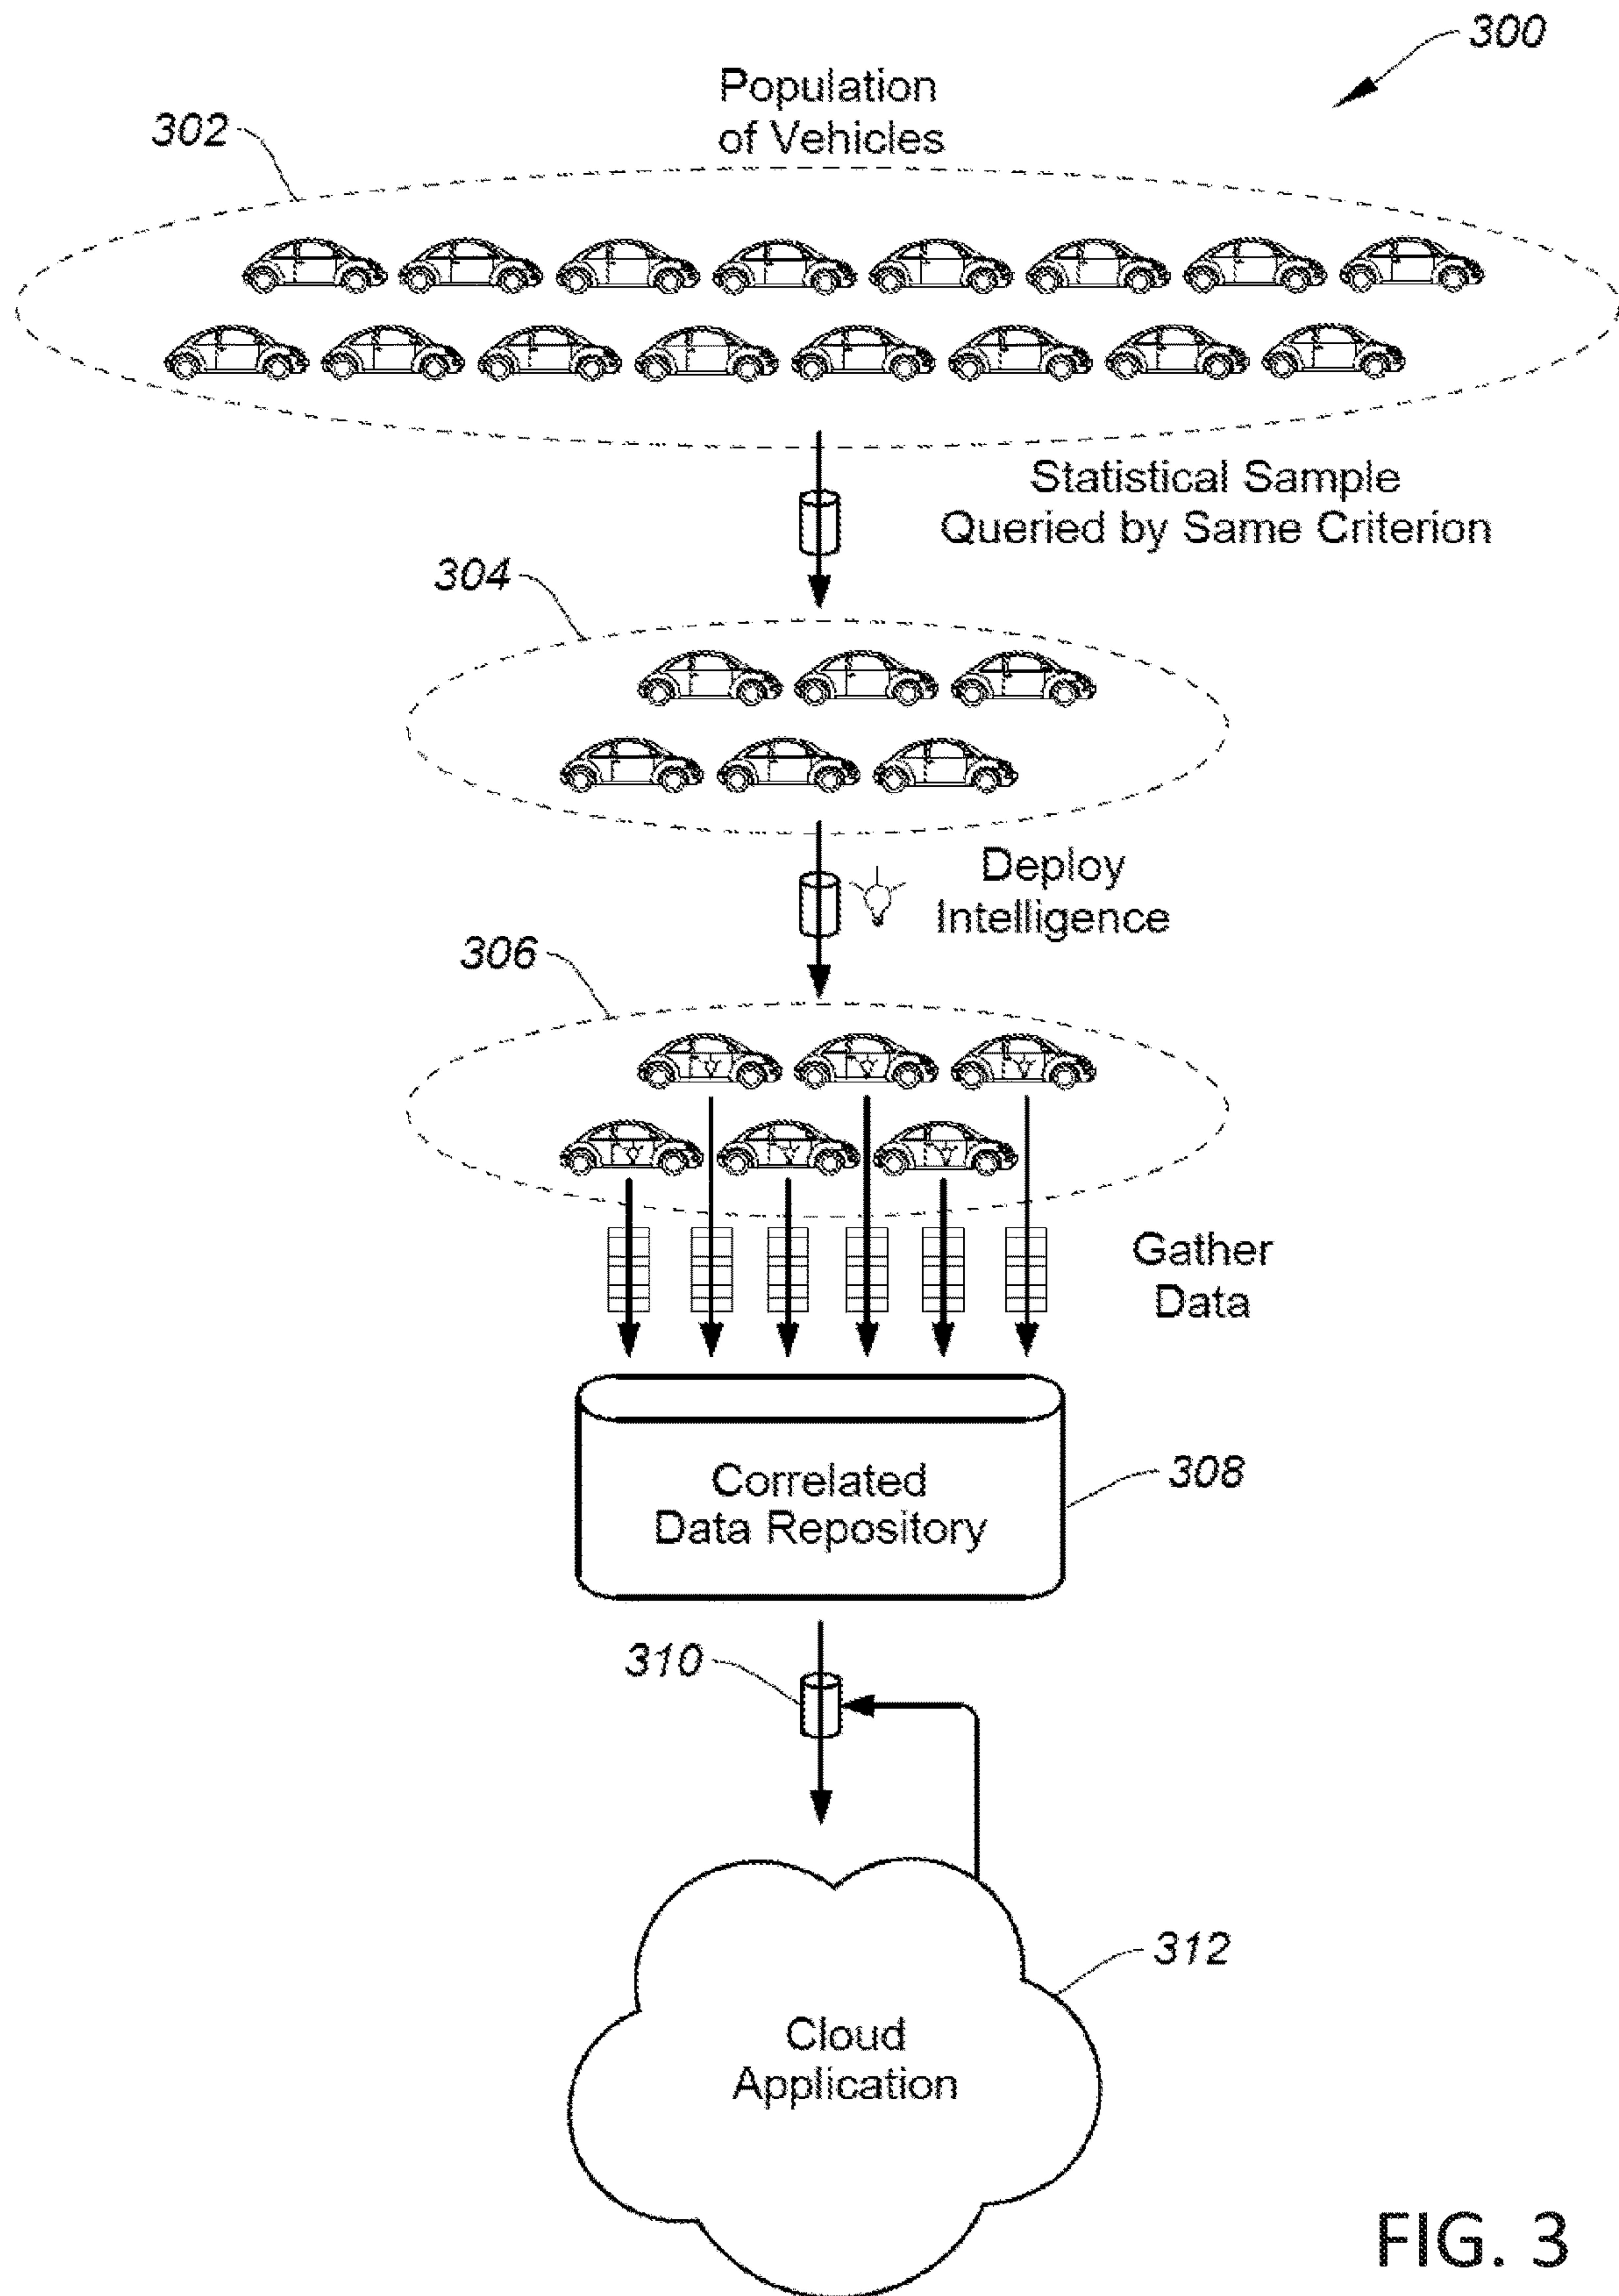 300
Population
of Vehicles
302
Statistical Sample
Queried by Same Criterion
304
Deploy
Intelligence
306
Gather
Data
Correlated
Data Repository
308
310
312
Cloud
Application
FIG. 3